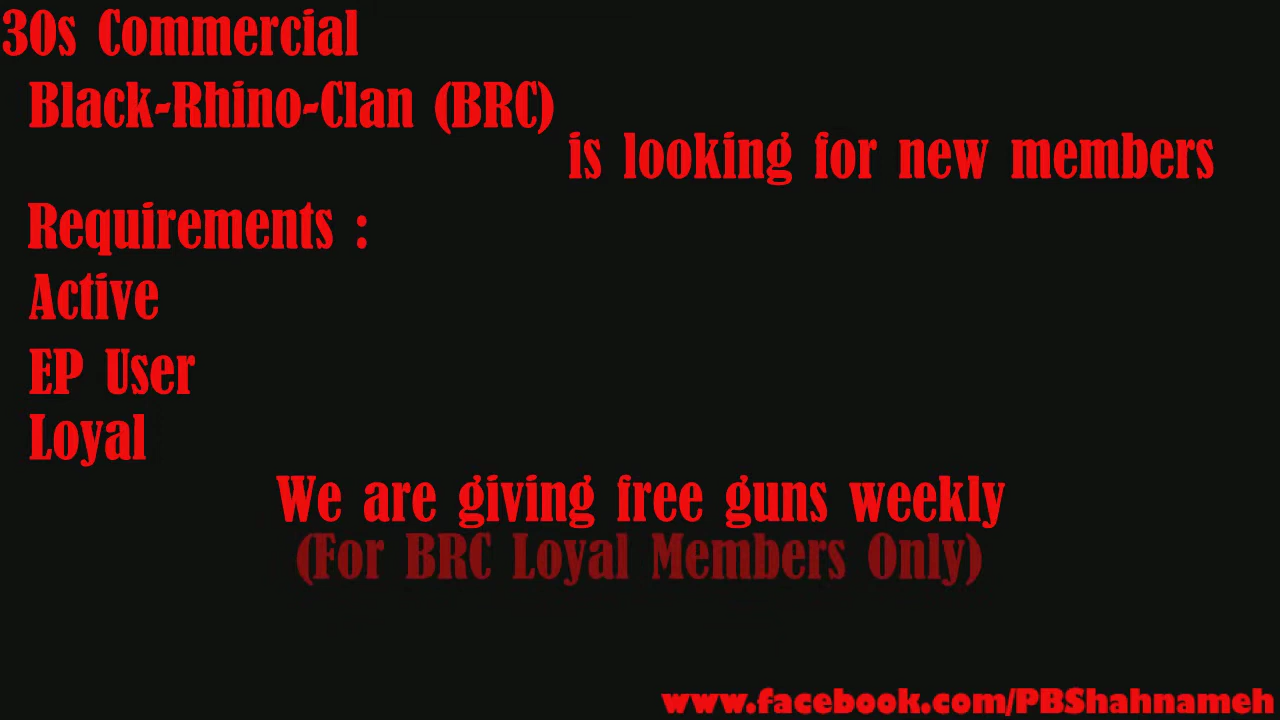 30s Commercial
Black-Rhino-Clan (BRC)
is looking for new members
Requirements :
Active
EP User
Loyal
We are giving free guns weekly
(For BRC Loyal Members Only)
www.facebook.com/PBShahnameh